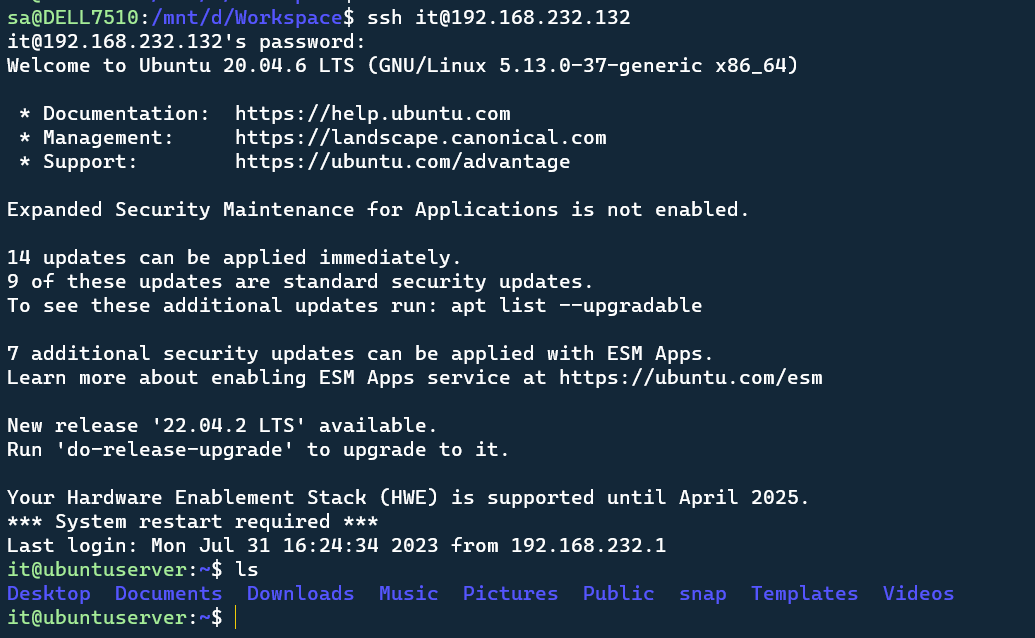 sa@DELL7510:/mnt/d/Workspace$ ssh it@192.168.232.132
it@192.168.232.132's password:
Welcome to Ubuntu 20.04.6 LTS (GNU/Linux 5.13.0-37-generic x86_64)

 * Documentation:  https://help.ubuntu.com
 * Management:     https://landscape.canonical.com
 * Support:        https://ubuntu.com/advantage

Expanded Security Maintenance for Applications is not enabled.

14 updates can be applied immediately.
9 of these updates are standard security updates.
To see these additional updates run: apt list --upgradable

7 additional security updates can be applied with ESM Apps.
Learn more about enabling ESM Apps service at https://ubuntu.com/esm

New release '22.04.2 LTS' available.
Run 'do-release-upgrade' to upgrade to it.

Your Hardware Enablement Stack (HWE) is supported until April 2025.
*** System restart required ***
Last login: Mon Jul 31 16:24:34 2023 from 192.168.232.1
it@ubuntuserver:~$ ls
Desktop  Documents  Downloads  Music  Pictures  Public  snap  Templates  Videos
it@ubuntuserver:~$